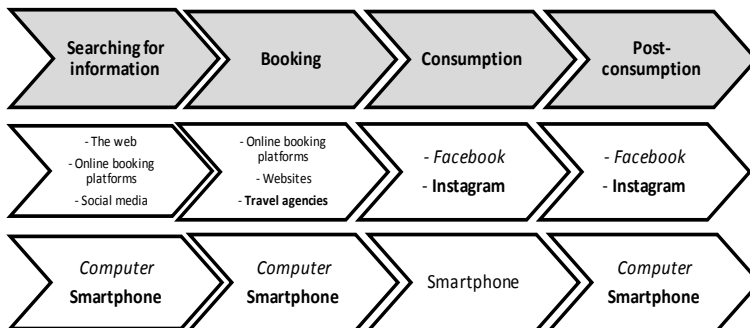 Searching for
information
Booking
Consumption
Post-
consumption
- The web
- Online booking
platforms
- Social media
- Online booking
platforms
- Websites
- Travel agencies
- Facebook
- Instagram
- Facebook
- Instagram
Computer
Smartphone
Computer
Smartphone
Smartphone
Computer
Smartphone